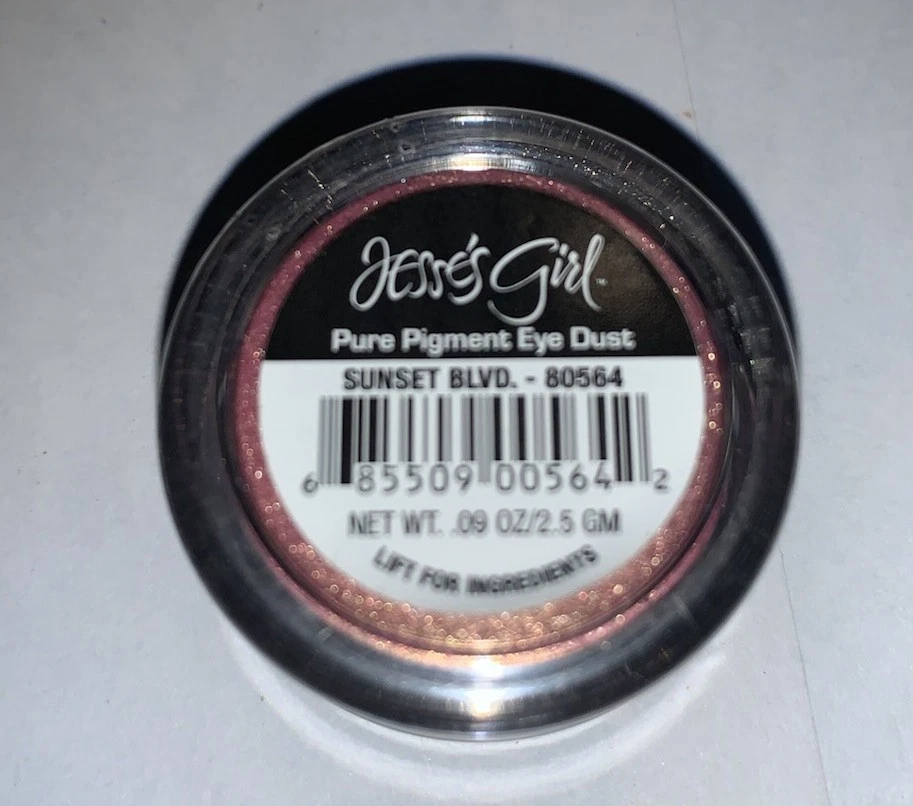 Jesse's Girl™
Pure Pigment Eye Dust
SUNSET BLVD. - 80564
6 85509 00564 2
NET WT. .09 OZ/2.5 GM
LIFT FOR INGREDIENTS